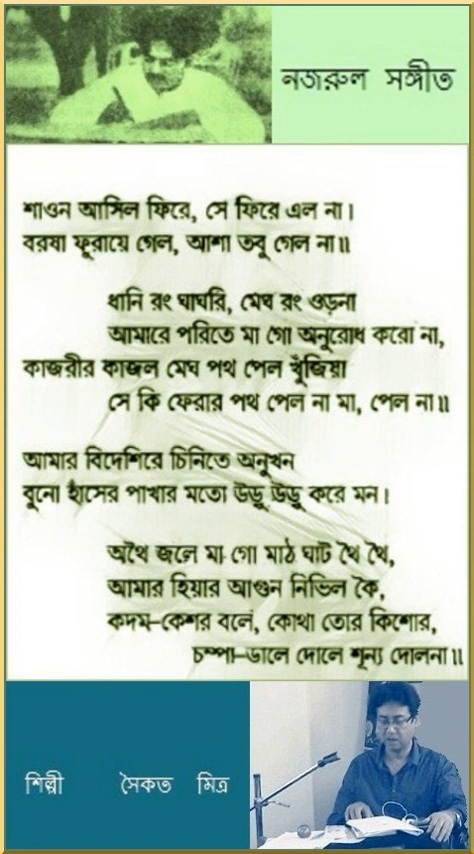 নজরুল সঙ্গীত
শাওন আসিল ফিরে, সে ফিরে এল না।
বরষা ফুরায়ে গেল, আশা তবু গেল না॥
ধানি রং ঘাঘরি, মেঘ রং ওড়না
আমারে পরিতে মা গো অনুরোধ করো না,
কাজরীর কাজল মেঘ পথ পেল খুঁজিয়া
সে কি ফেরার পথ পেল না মা, পেল না॥
আমার বিদেশিরে চিনিতে অনুখন
বুনো হাঁসের পাখার মতো উড়ু উড়ু করে মন।
অথৈ জলে মা গো মাঠ ঘাট থৈ থৈ,
আমার হিয়ার আগুন নিভিল কৈ,
কদম–কেশর বলে, কোথা তোর কিশোর,
চম্পা–ডালে দোলে শূন্য দোলনা॥
শিল্পী সৈকত মিত্র